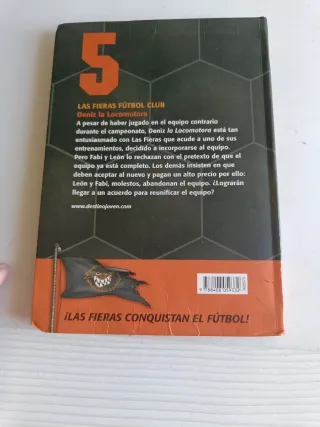 5
LAS FIERAS FÚTBOL CLUB
Deniz la Locomotora
A pesar de haber jugado en el equipo contrario
durante el campeonato, Deniz la Locomotora está tan
entusiasmado con Las Fieras que acude a uno de sus
entrenamientos, decidido a incorporarse al equipo.
Pero Fabi y León lo rechazan con el pretexto de que el
equipo ya está completo. Los demás insisten en que
deben aceptar al nuevo y pagan un alto precio por ello:
León y Fabi, molestos, abandonan el equipo. ¿Lograrán
llegar a un acuerdo para reunificar el equipo?
www.destinojoven.com
¡LAS FIERAS CONQUISTAN EL FÚTBOL!